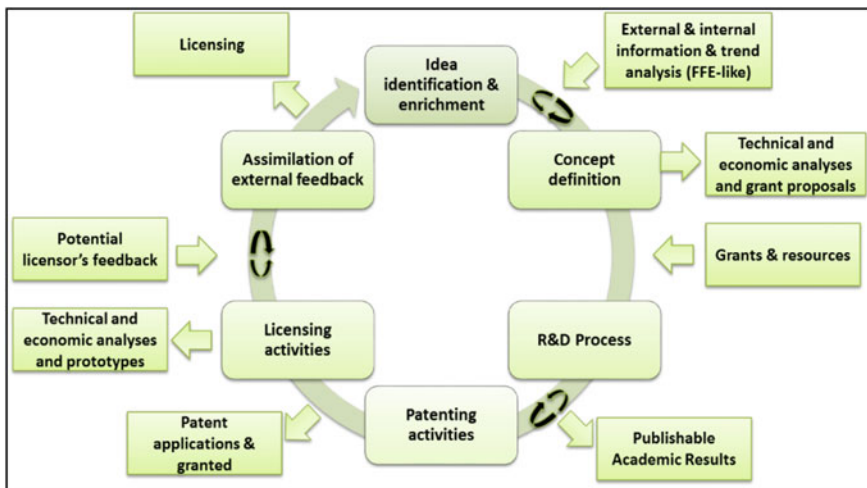 Licensing
Idea
identification &
enrichment
External & internal
information & trend
analysis (FFE-like)
Assimilation of
external feedback
Concept
definition
Technical and
economic analyses
and grant proposals
Potential
licensor's feedback
Grants & resources
Technical and
economic analyses
and prototypes
Licensing
activities
R&D Process
Patent
applications &
granted
Patenting
activities
Publishable
Academic Results